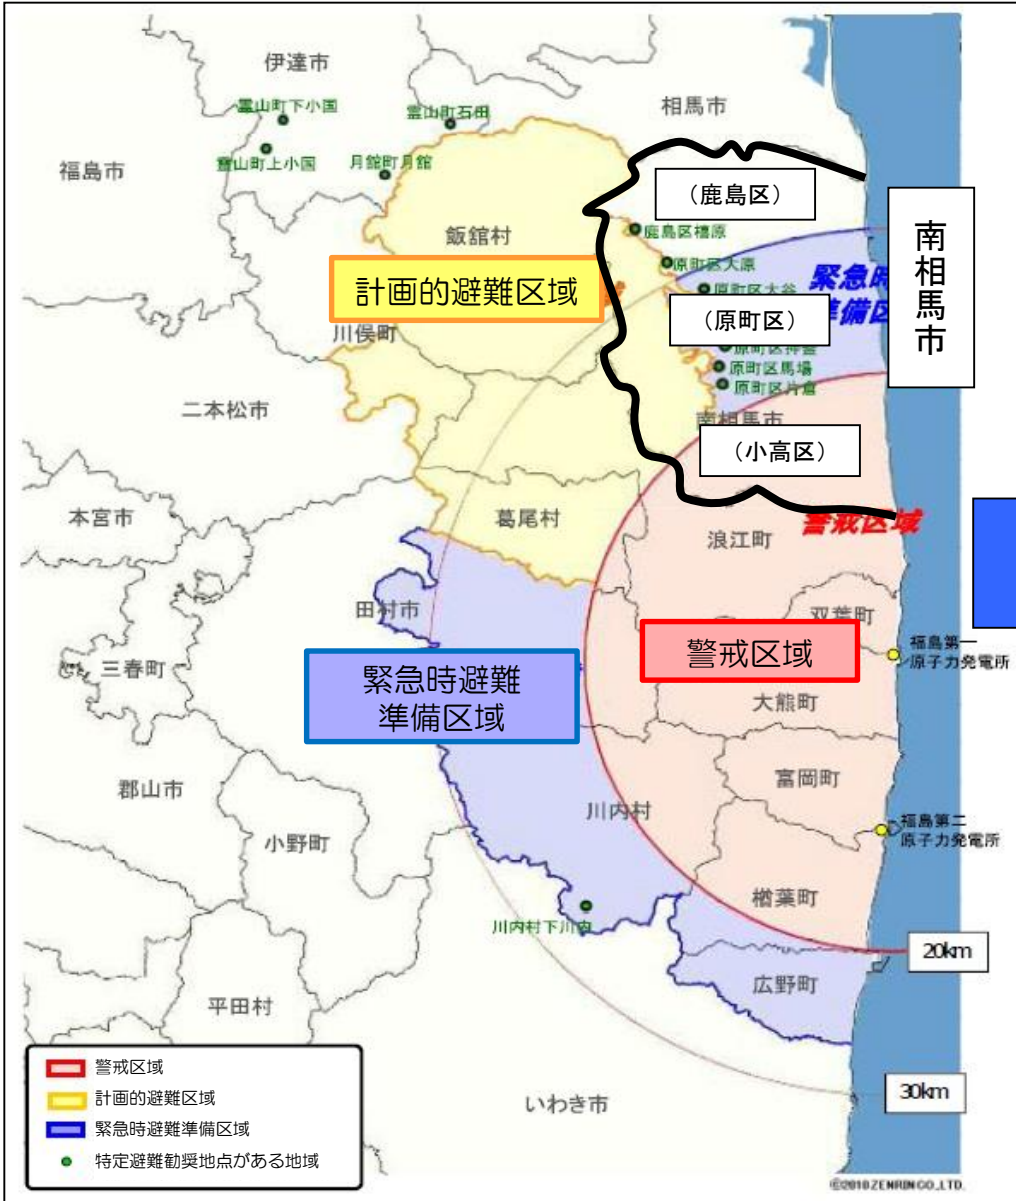 伊達市
霊山町下小国
霊山町石田
相馬市
霊山町上小国
月舘町月舘
福島市
(鹿島区)
飯舘村
鹿島区橲原
南相馬市
原町区大原
緊急時
準備区
計画的避難区域
原町区大谷
(原町区)
川俣町
原町区馬場
原町区片倉
二本松市
南相馬市
(小高区)
本宮市
葛尾村
警戒区域
浪江町
田村市
双葉町
福島第一
原子力発電所
警戒区域
三春町
緊急時避難
準備区域
大熊町
富岡町
郡山市
川内村
小野町
福島第二
原子力発電所
楢葉町
川内村下川内
20km
広野町
平田村
30km
いわき市
警戒区域
計画的避難区域
緊急時避難準備区域
特定避難勧奨地点がある地域
©2010ZENRIN CO.,LTD.